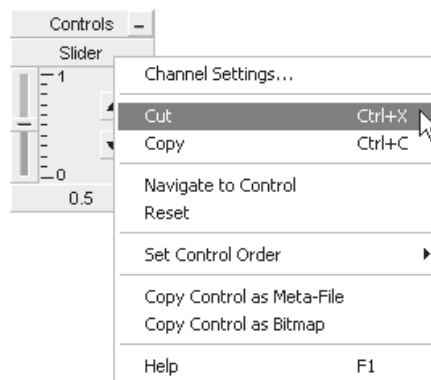 Controls –
Slider
1
0
0.5
Channel Settings...
Cut Ctrl+X
Copy Ctrl+C
Navigate to Control
Reset
Set Control Order
Copy Control as Meta-File
Copy Control as Bitmap
Help F1